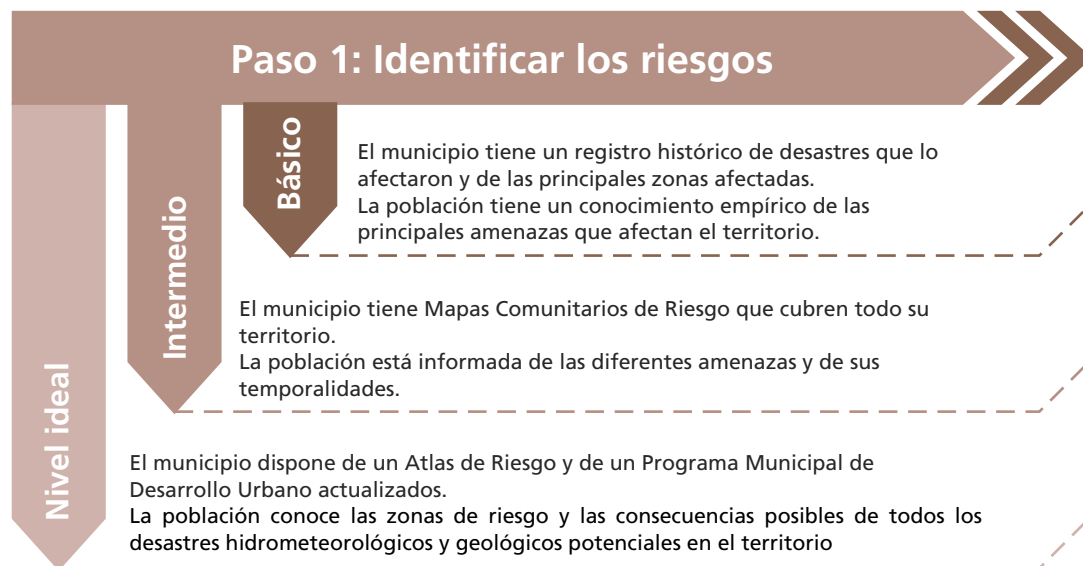 Paso 1: Identificar los riesgos
Básico
El municipio tiene un registro histórico de desastres que lo
afectaron y de las principales zonas afectadas.
La población tiene un conocimiento empírico de las
principales amenazas que afectan el territorio.
Intermedio
El municipio tiene Mapas Comunitarios de Riesgo que cubren todo su
territorio.
La población está informada de las diferentes amenazas y de sus
temporalidades.
Nivel ideal
El municipio dispone de un Atlas de Riesgo y de un Programa Municipal de
Desarrollo Urbano actualizados.
La población conoce las zonas de riesgo y las consecuencias posibles de todos los
desastres hidrometeorológicos y geológicos potenciales en el territorio